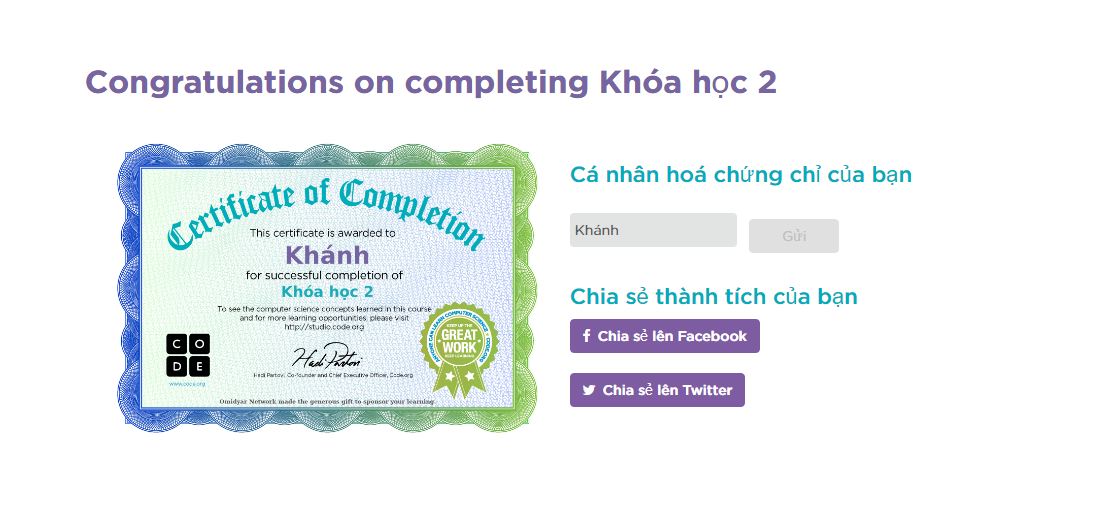 Congratulations on completing Khóa học 2
Certificate of Completion
This certificate is awarded to
Khánh
for successful completion of
Khóa học 2
To see the computer science concepts learned in this course
and for more learning opportunities, please visit
http://studio.code.org
C O
D E
www.code.org
Hadi Partovi
Hadi Partovi, Co-founder and Chief Executive Officer, Code.org
ANYONE CAN LEARN COMPUTER SCIENCE • CODE.ORG
KEEP UP THE
GREAT
WORK
KEEP LEARNING
Omidyar Network made the generous gift to sponsor your learning.
Cá nhân hoá chứng chỉ của bạn
Khánh
Gửi
Chia sẻ thành tích của bạn
Chia sẻ lên Facebook
Chia sẻ lên Twitter